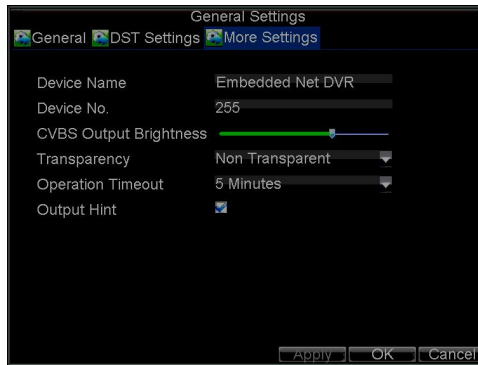 General Settings
General DST Settings More Settings
Device Name Embedded Net DVR
Device No. 255
CVBS Output Brightness
Transparency Non Transparent
Operation Timeout 5 Minutes
Output Hint
Apply OK Cancel